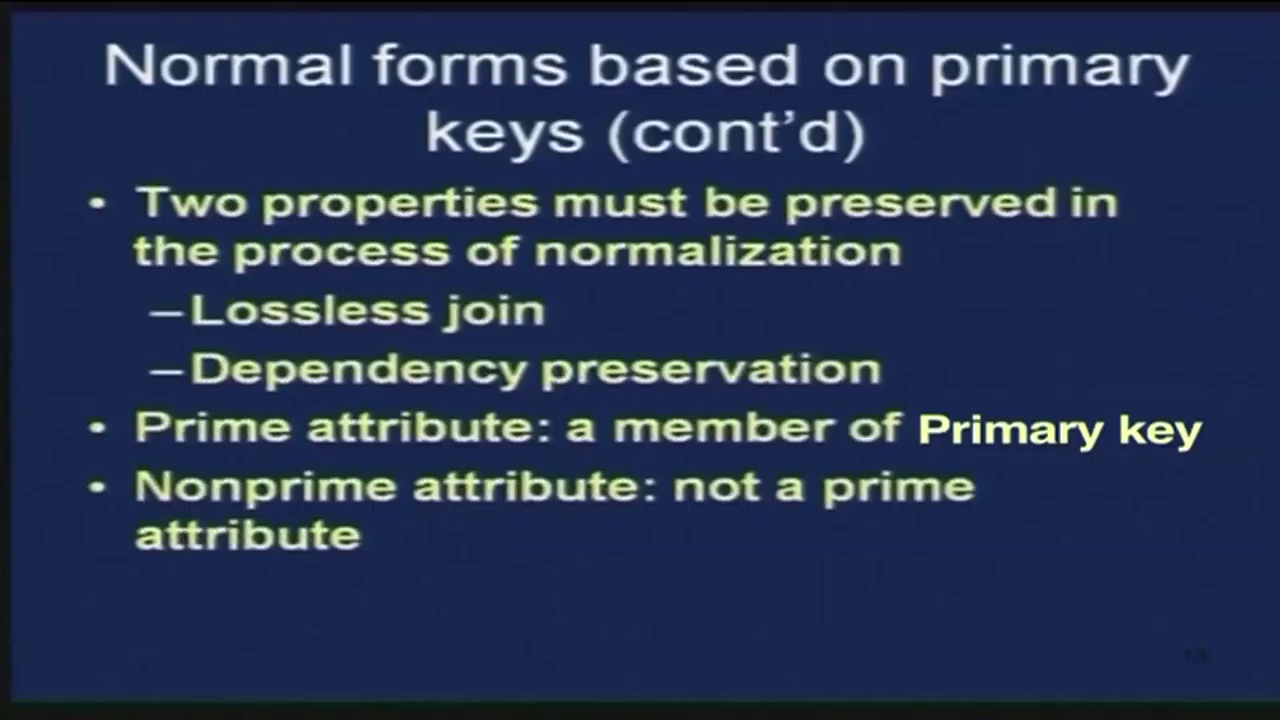 Normal forms based on primary
keys (cont’d)
• Two properties must be preserved in
the process of normalization
–Lossless join
–Dependency preservation
• Prime attribute: a member of Primary key
• Nonprime attribute: not a prime
attribute
13